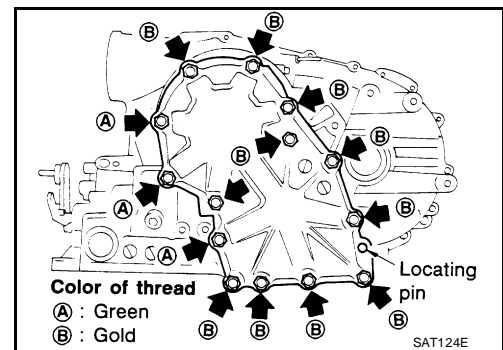 Ⓑ
Ⓑ
Ⓑ
Ⓐ
Ⓑ
Ⓑ
Ⓑ
Ⓐ
Ⓑ
Ⓐ
Locating
pin
Color of thread
Ⓐ : Green
Ⓑ : Gold
Ⓑ
Ⓑ
Ⓑ
Ⓑ
SAT124E